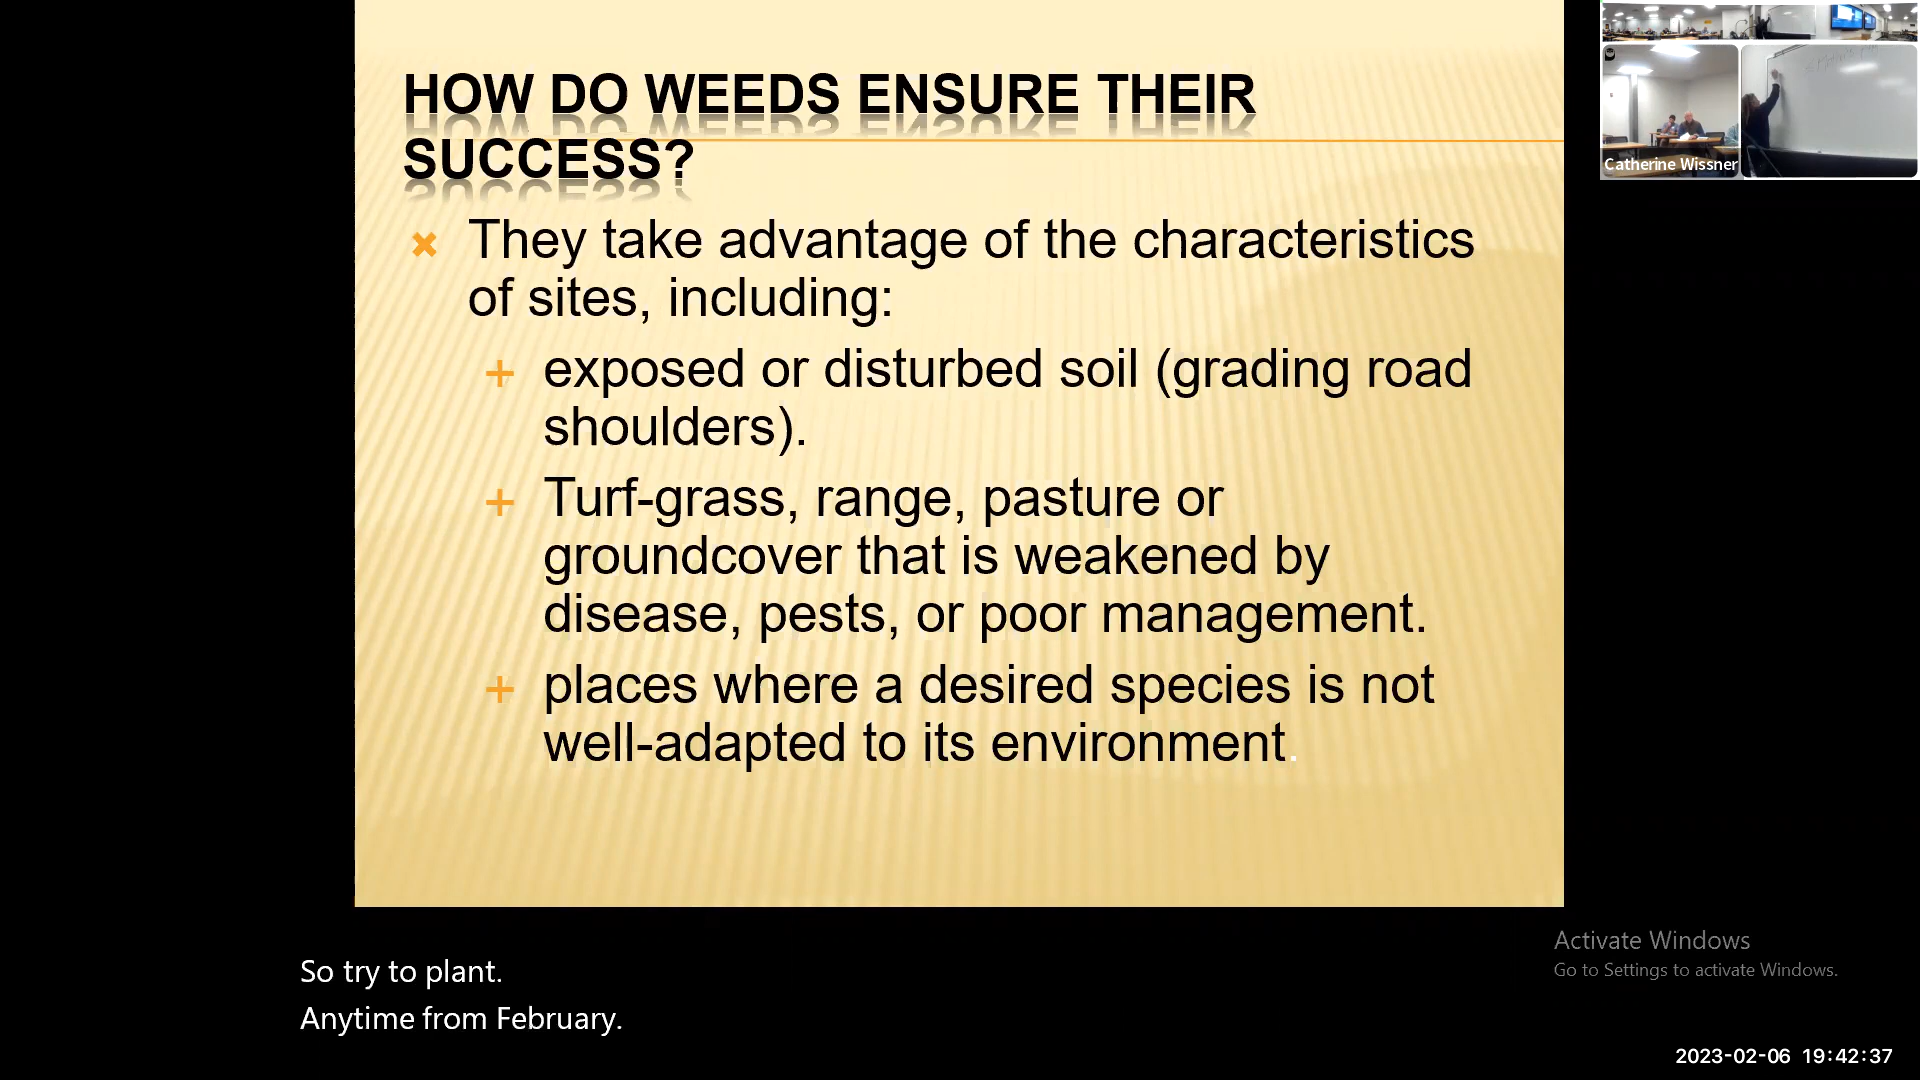 HOW DO WEEDS ENSURE THEIR
SUCCESS?
They take advantage of the characteristics
of sites, including:
exposed or disturbed soil (grading road
shoulders).
Turf-grass, range, pasture or
groundcover that is weakened by
disease, pests, or poor management.
places where a desired species is not
well-adapted to its environment.
Catherine Wissner
So try to plant.
Anytime from February.
Activate Windows
Go to Settings to activate Windows.
2023-02-06 19:42:37